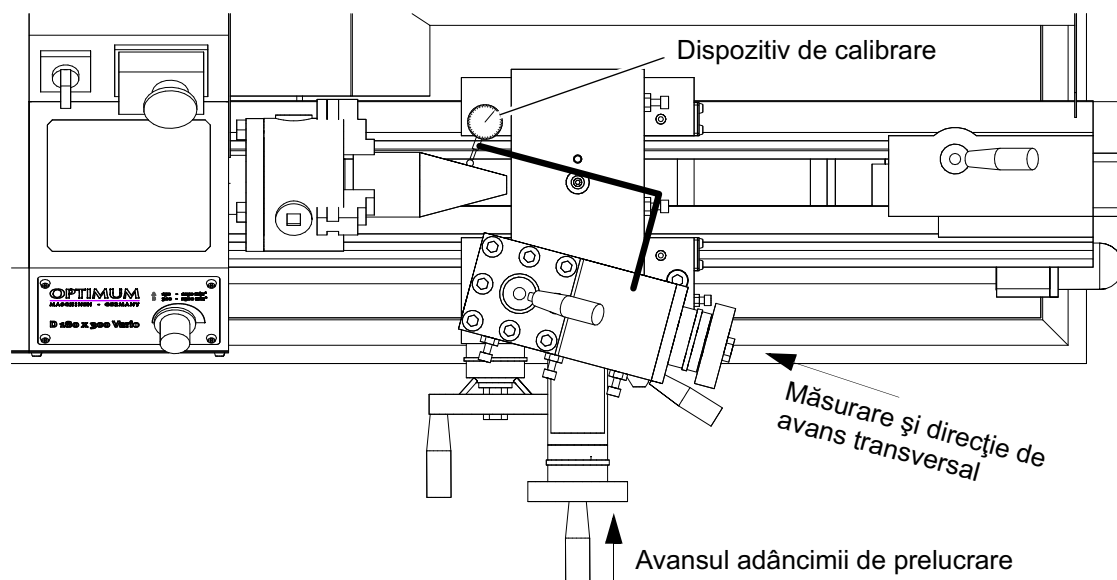 Dispozitiv de calibrare
OPTIMUM
MASCHINEN - GERMANY
D 180 x 300 Vario
Măsurare şi direcţie de
avans transversal
Avansul adâncimii de prelucrare